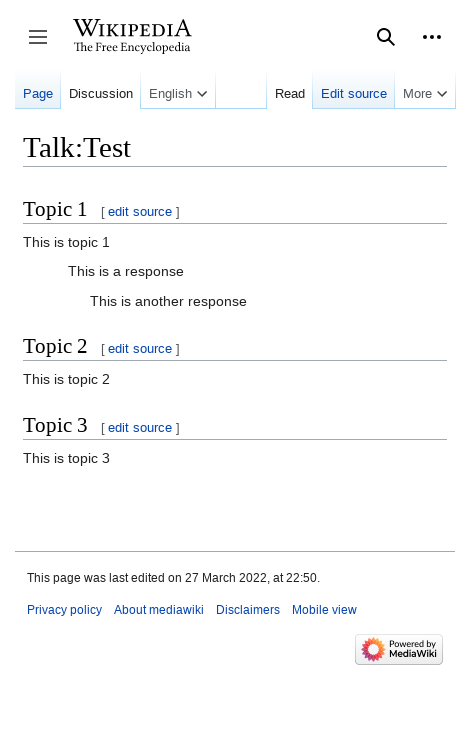 WIKIPEDIA
The Free Encyclopedia
Page Discussion English Read Edit source More
Talk:Test
Topic 1 [ edit source ]
This is topic 1
This is a response
This is another response
Topic 2 [ edit source ]
This is topic 2
Topic 3 [ edit source ]
This is topic 3
This page was last edited on 27 March 2022, at 22:50.
Privacy policy About mediawiki Disclaimers Mobile view
Powered by
MediaWiki